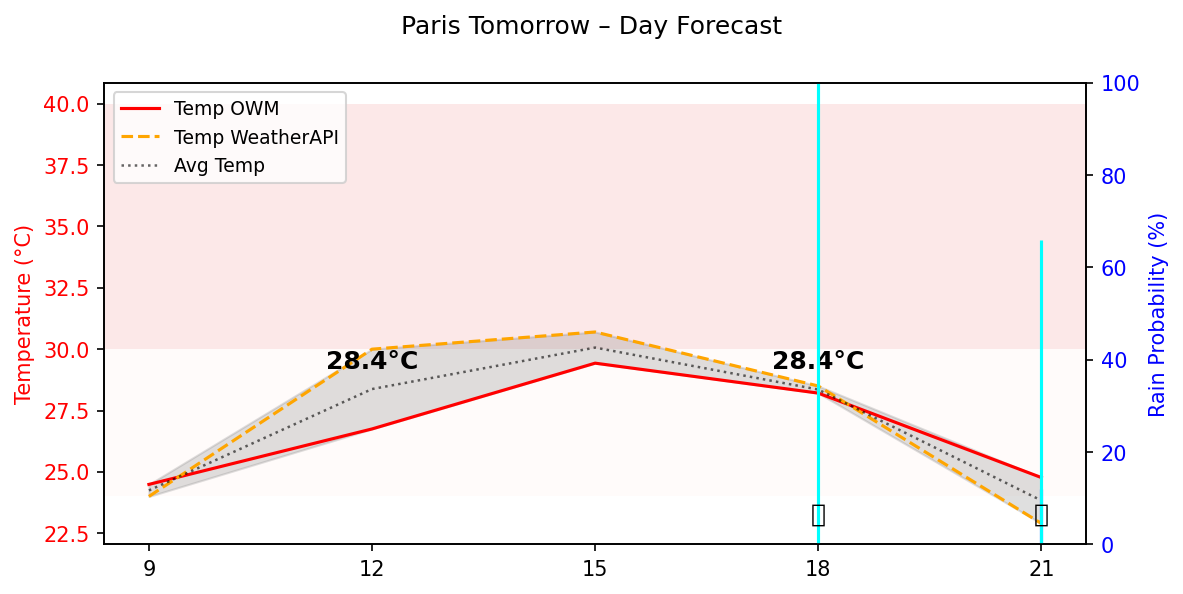 Paris Tomorrow – Day Forecast
Temp OWM
Temp WeatherAPI
Avg Temp
Temperature (°C)
40.0
37.5
35.0
32.5
30.0
27.5
25.0
22.5
28.4°C
28.4°C
100
80
60
40
20
0
Rain Probability (%)
9
12
15
18
21